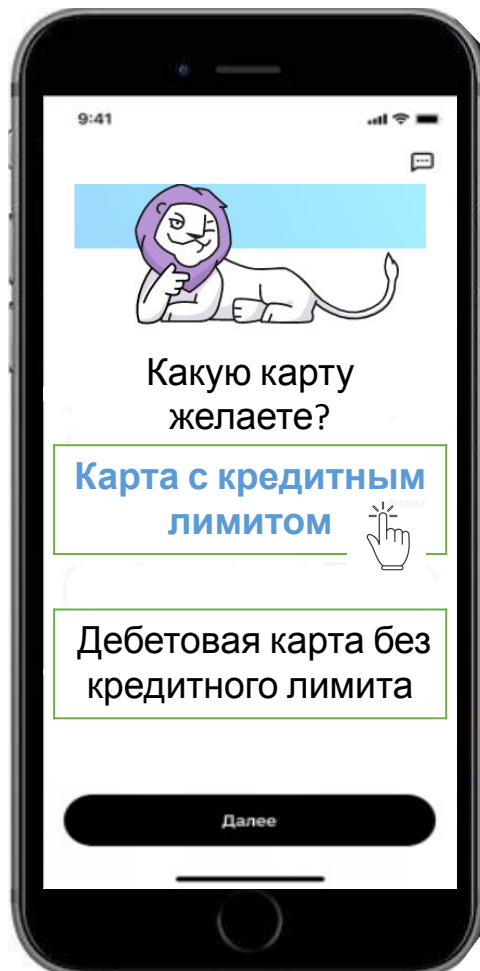 9:41
Какую карту
желаете?
Карта с кредитным
лимитом
Дебетовая карта без
кредитного лимита
Далее